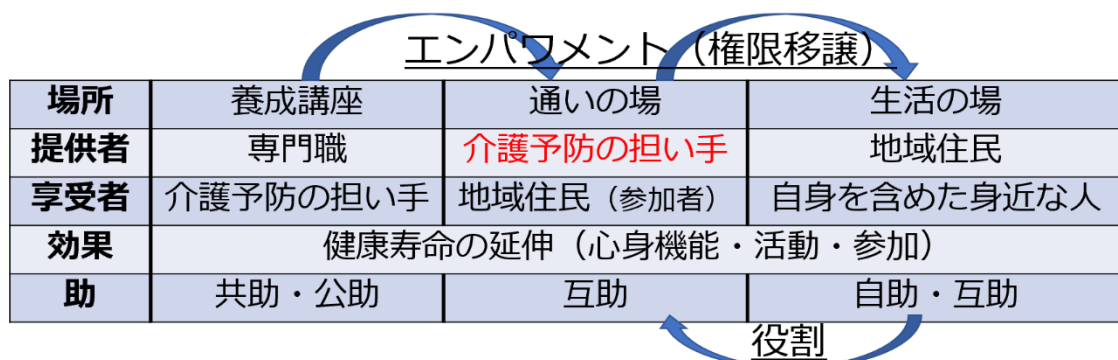 エンパワメント（権限移譲）
場所 養成講座 通いの場 生活の場
提供者 専門職 介護予防の担い手 地域住民
享受者 介護予防の担い手 地域住民（参加者） 自身を含めた身近な人
効果 健康寿命の延伸（心身機能・活動・参加）
助 共助・公助 互助 自助・互助
役割